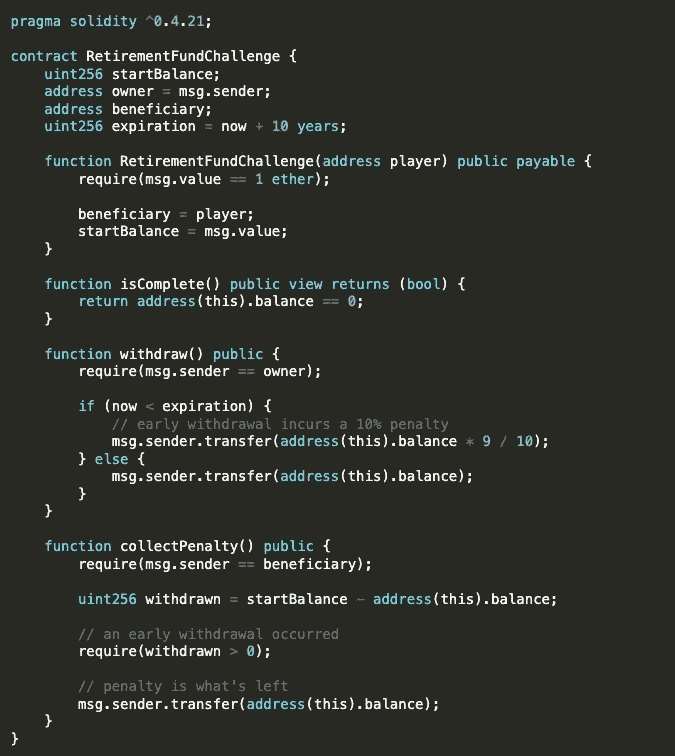 pragma solidity ^0.4.21;

contract RetirementFundChallenge {
    uint256 startBalance;
    address owner = msg.sender;
    address beneficiary;
    uint256 expiration = now + 10 years;

    function RetirementFundChallenge(address player) public payable {
        require(msg.value == 1 ether);

        beneficiary = player;
        startBalance = msg.value;
    }

    function isComplete() public view returns (bool) {
        return address(this).balance == 0;
    }

    function withdraw() public {
        require(msg.sender == owner);

        if (now < expiration) {
            // early withdrawal incurs a 10% penalty
            msg.sender.transfer(address(this).balance * 9 / 10);
        } else {
            msg.sender.transfer(address(this).balance);
        }
    }

    function collectPenalty() public {
        require(msg.sender == beneficiary);

        uint256 withdrawn = startBalance - address(this).balance;

        // an early withdrawal occurred
        require(withdrawn > 0);

        // penalty is what's left
        msg.sender.transfer(address(this).balance);
    }
}